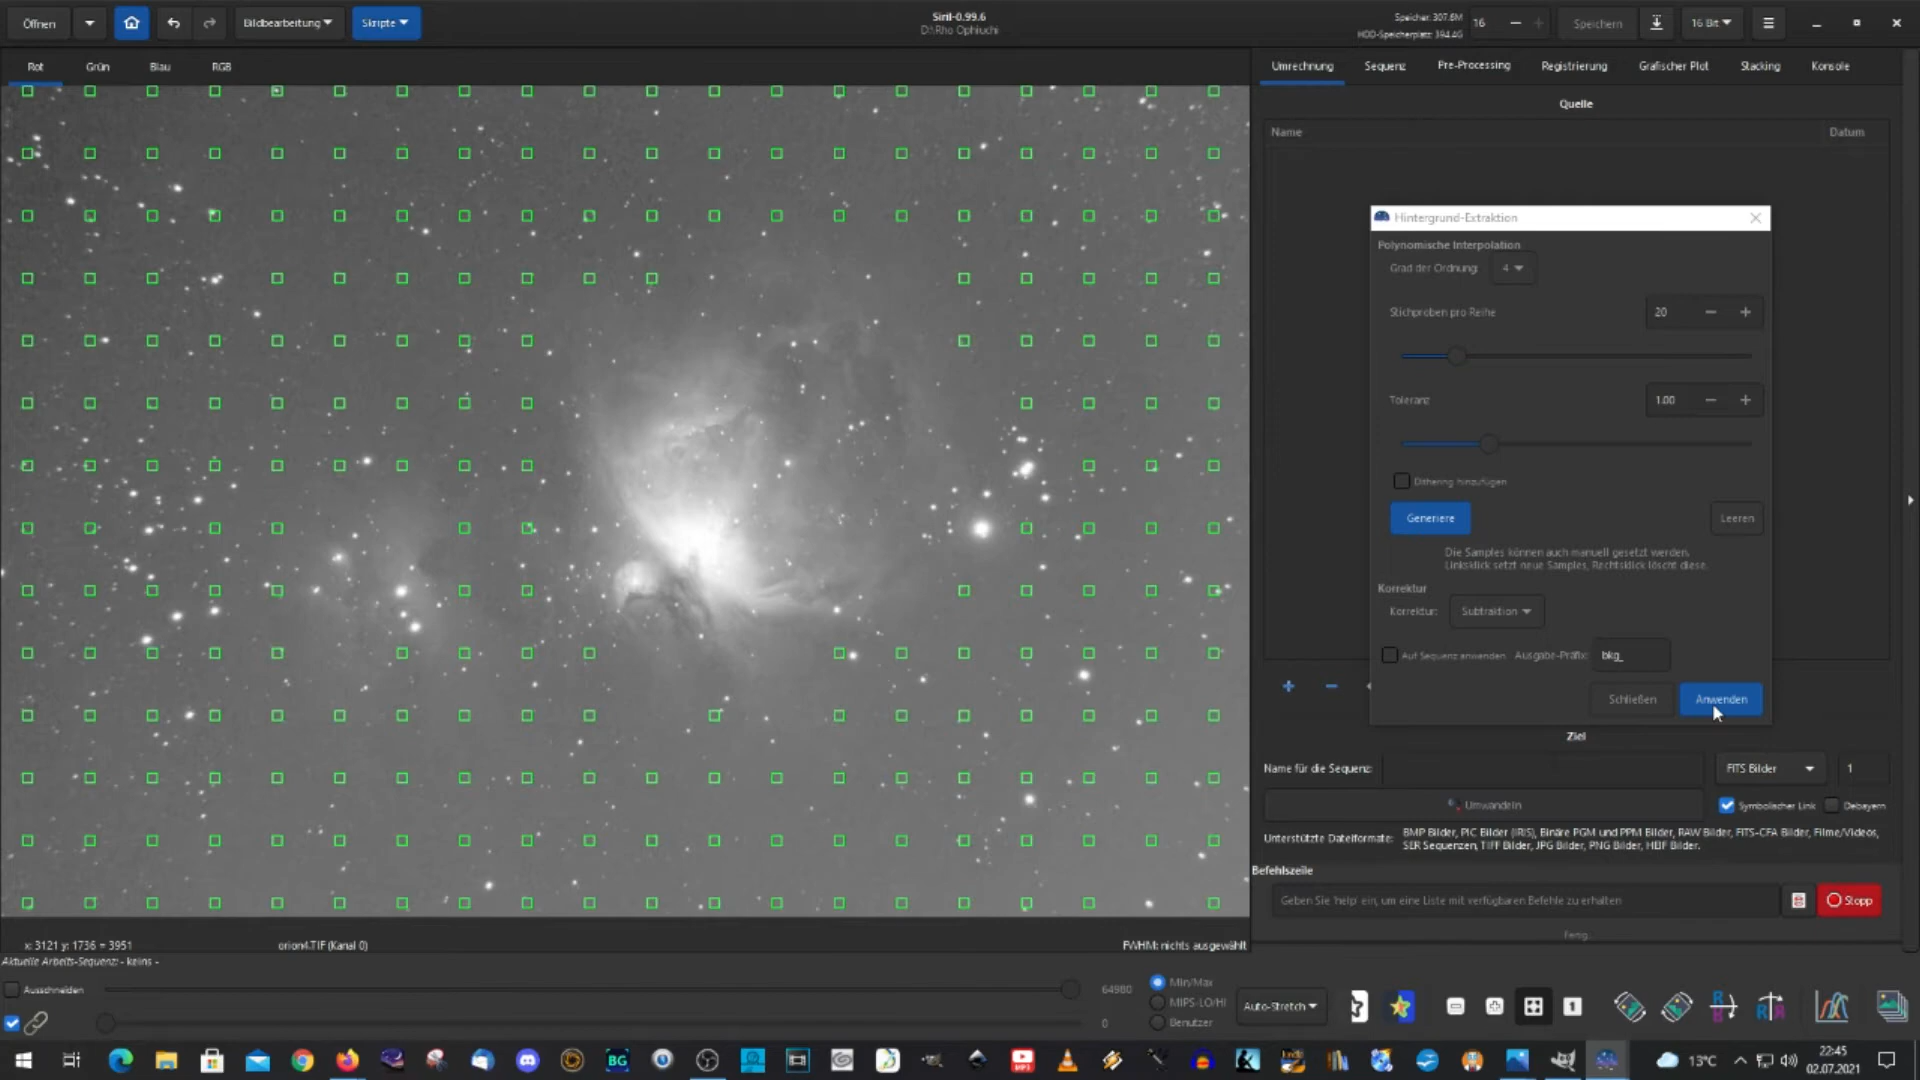 Öffnen
Bildbearbeitung
Skripte
Siril-0.99.6
D:\Rho Ophiuchi
Speicher: 307.6M
HDD-Speicherplatz: 394.4G
16
Speichern
16 Bit
Rot
Grün
Blau
RGB
Umrechnung
Sequenz
Pre-Processing
Registrierung
Grafischer Plot
Stacking
Konsole
Quelle
Name
Datum
Hintergrund-Extraktion
Polynomische Interpolation
Grad der Ordnung:
4
Stichproben pro Reihe
20
Toleranz
1.00
Dithering hinzufügen
Generiere
Leeren
Die Samples können auch manuell gesetzt werden.
Linksklick setzt neue Samples, Rechtsklick löscht diese.
Korrektur
Korrektur:
Subtraktion
Auf Sequenz anwenden
Ausgabe-Präfix:
bkg_
Schließen
Anwenden
Ziel
Name für die Sequenz:
FITS Bilder
1
Umwandeln
Symbolischer Link
Debayern
Unterstützte Dateiformate:
BMP Bilder, PIC Bilder (IRIS), Binäre PGM und PPM Bilder, RAW Bilder, FITS-CFA Bilder, Filme/Videos,
SER Sequenzen, TIFF Bilder, JPG Bilder, PNG Bilder, HEIF Bilder.
Befehlszeile
Geben Sie 'help' ein, um eine Liste mit verfügbaren Befehle zu erhalten
Stopp
Fertig...
x: 3121 y: 1736 = 3951
orion4.TIF (Kanal 0)
FWHM: nichts ausgewählt
Aktuelle Arbeits-Sequenz: - keins -
Ausschneiden
64980
0
Min/Max
MIPS-LO/HI
Benutzer
Auto-Stretch
1
BG
MP3
13°C
22:45
02.07.2021